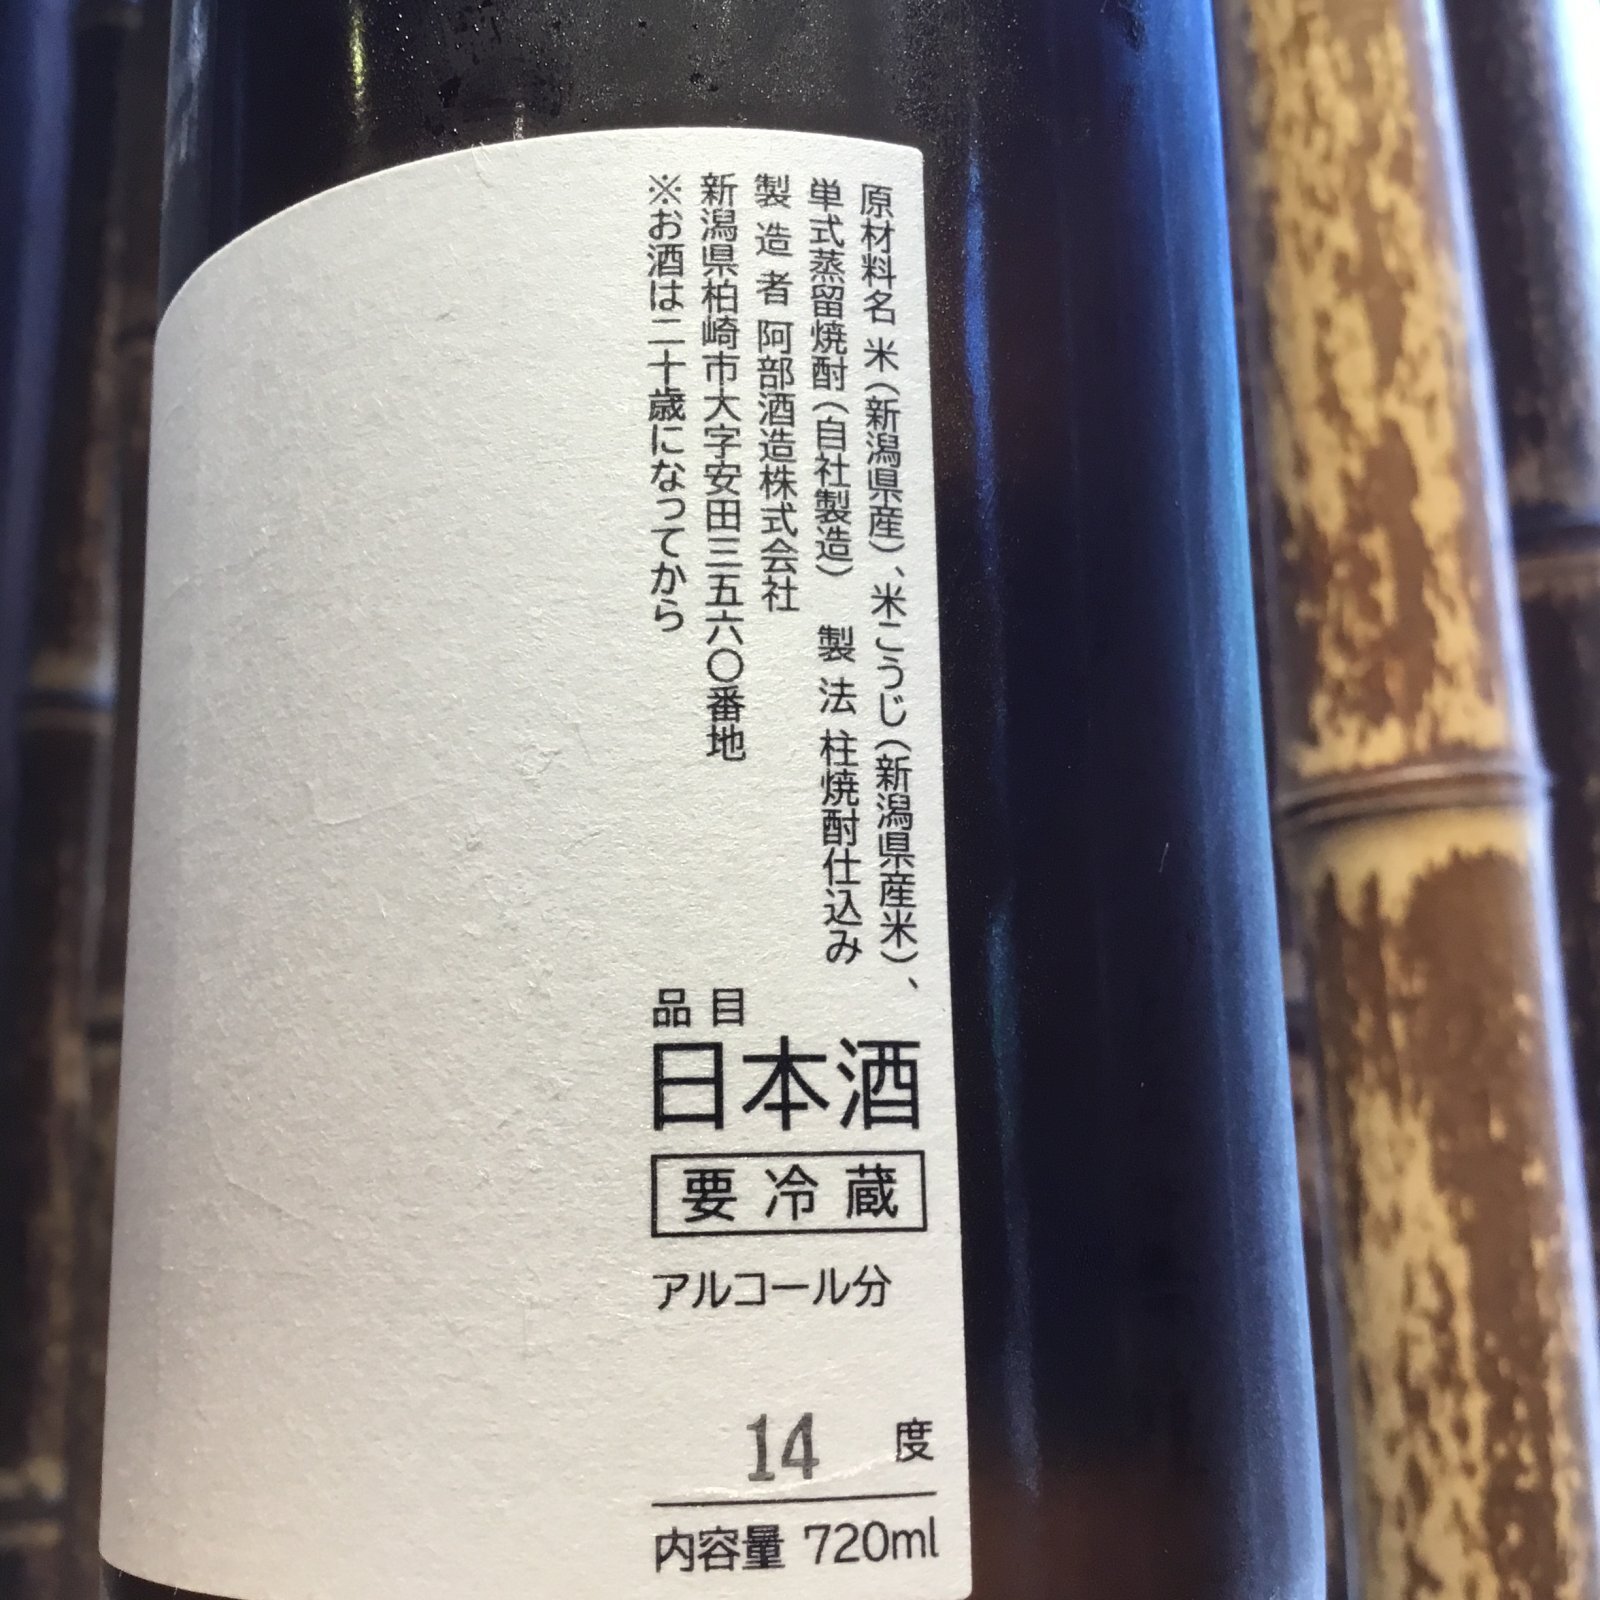 原材料名 米（新潟県産）、米こうじ（新潟県産米）、
単式蒸留焼酎（自社製造） 製法 柱焼酎仕込み
製造者 阿部酒造株式会社
新潟県柏崎市大字安田三五六〇番地
※お酒は二十歳になってから
品目
日本酒
要冷蔵
アルコール分
14 度
内容量 720ml